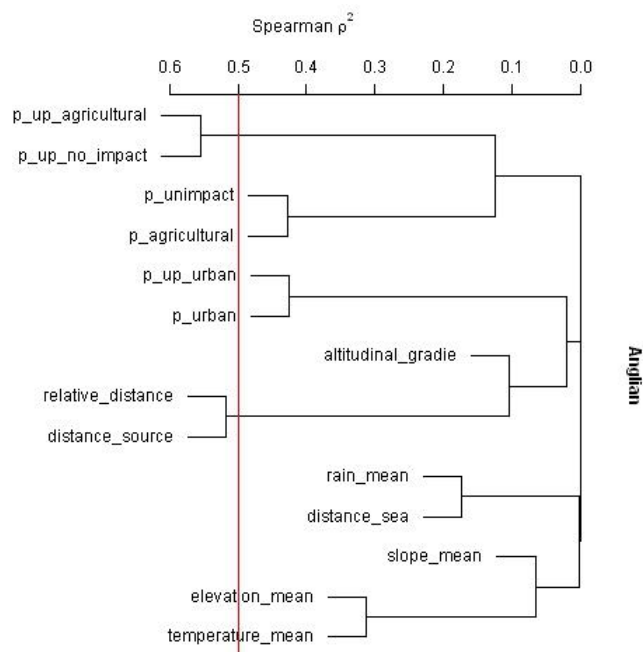 Spearman ρ²
0.6 0.5 0.4 0.3 0.2 0.1 0.0
p_up_agricultural
p_up_no_impact
p_unimpact
p_agricultural
p_up_urban
p_urban
altitudinal_gradie
relative_distance
distance_source
rain_mean
distance_sea
slope_mean
elevation_mean
temperature_mean
Anglian